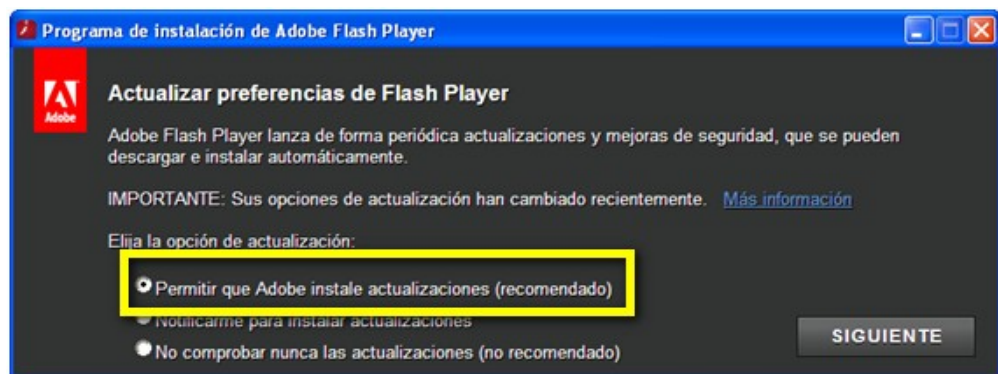 Programa de instalación de Adobe Flash Player
Adobe
Actualizar preferencias de Flash Player
Adobe Flash Player lanza de forma periódica actualizaciones y mejoras de seguridad, que se pueden
descargar e instalar automáticamente.
IMPORTANTE: Sus opciones de actualización han cambiado recientemente. Más información
Elija la opción de actualización:
Permitir que Adobe instale actualizaciones (recomendado)
Notificarme para instalar actualizaciones
No comprobar nunca las actualizaciones (no recomendado)
SIGUIENTE